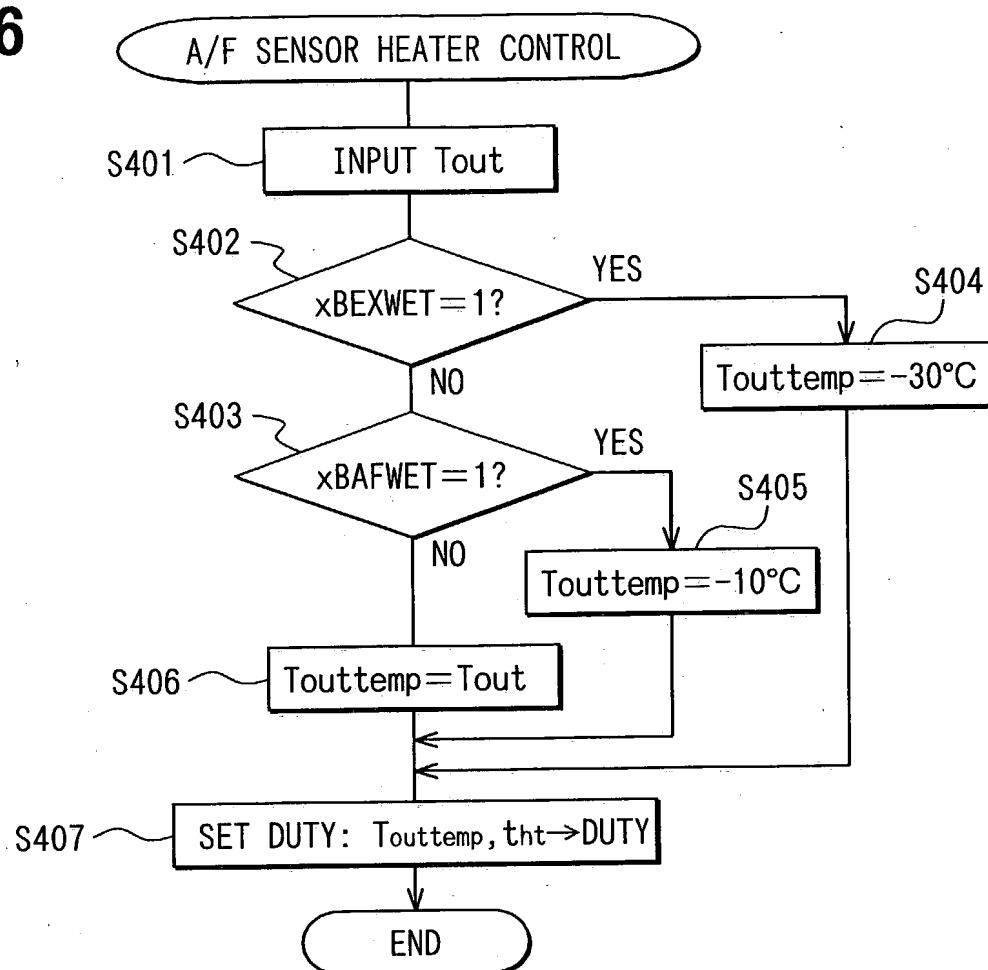 6
A/F SENSOR HEATER CONTROL
S401
INPUT Tout
S402
xBEXWET=1?
YES
NO
S404
Touttemp=-30°C
S403
xBAFWET=1?
YES
NO
S405
Touttemp=-10°C
S406
Touttemp=Tout
S407
SET DUTY: Touttemp, tht→DUTY
END